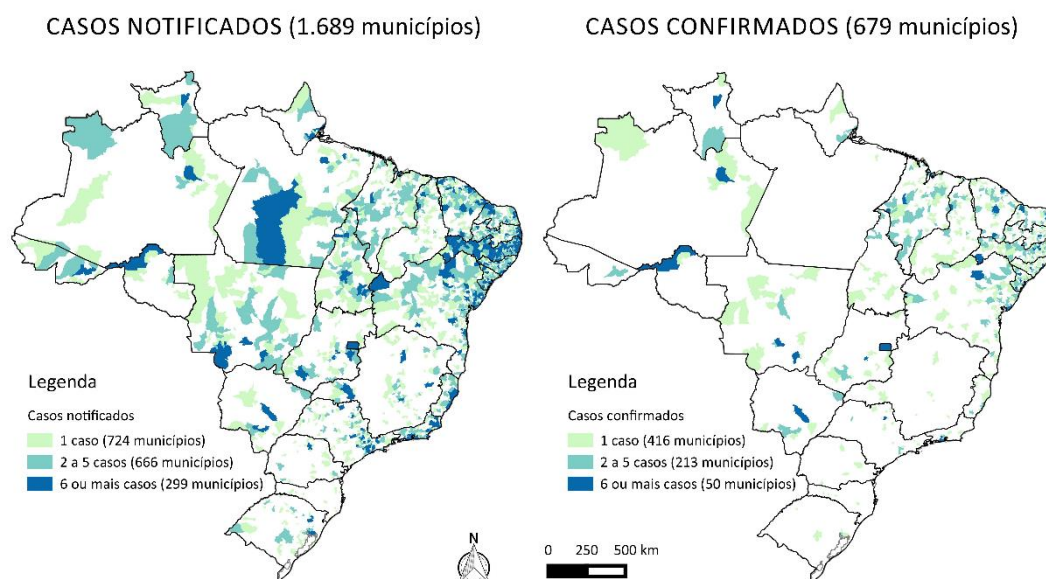 CASOS NOTIFICADOS (1.689 municípios)
CASOS CONFIRMADOS (679 municípios)
Legenda
Casos notificados
1 caso (724 municípios)
2 a 5 casos (666 municípios)
6 ou mais casos (299 municípios)
Legenda
Casos confirmados
1 caso (416 municípios)
2 a 5 casos (213 municípios)
6 ou mais casos (50 municípios)
N
0 250 500 km